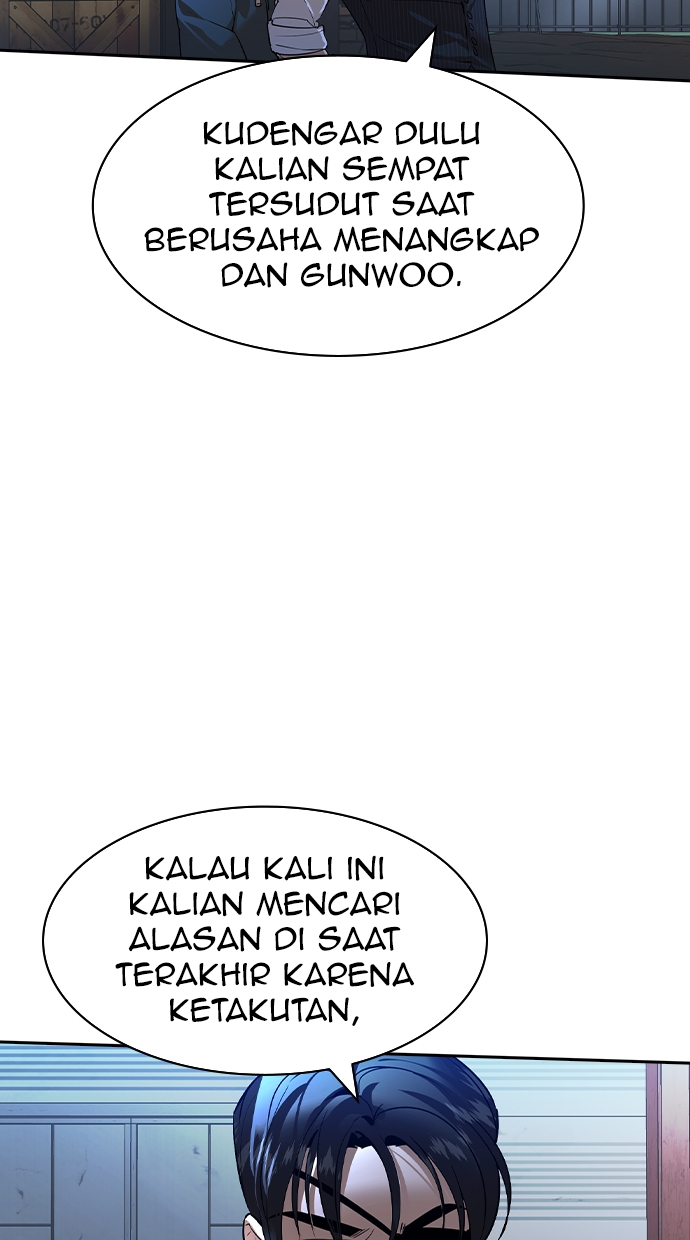 KUDENGAR DULU
KALIAN SEMPAT
TERSUDUT SAAT
BERUSAHA MENANGKAP
DAN GUNWOO.
KALAU KALI INI
KALIAN MENCARI
ALASAN DI SAAT
TERAKHIR KARENA
KETAKUTAN,